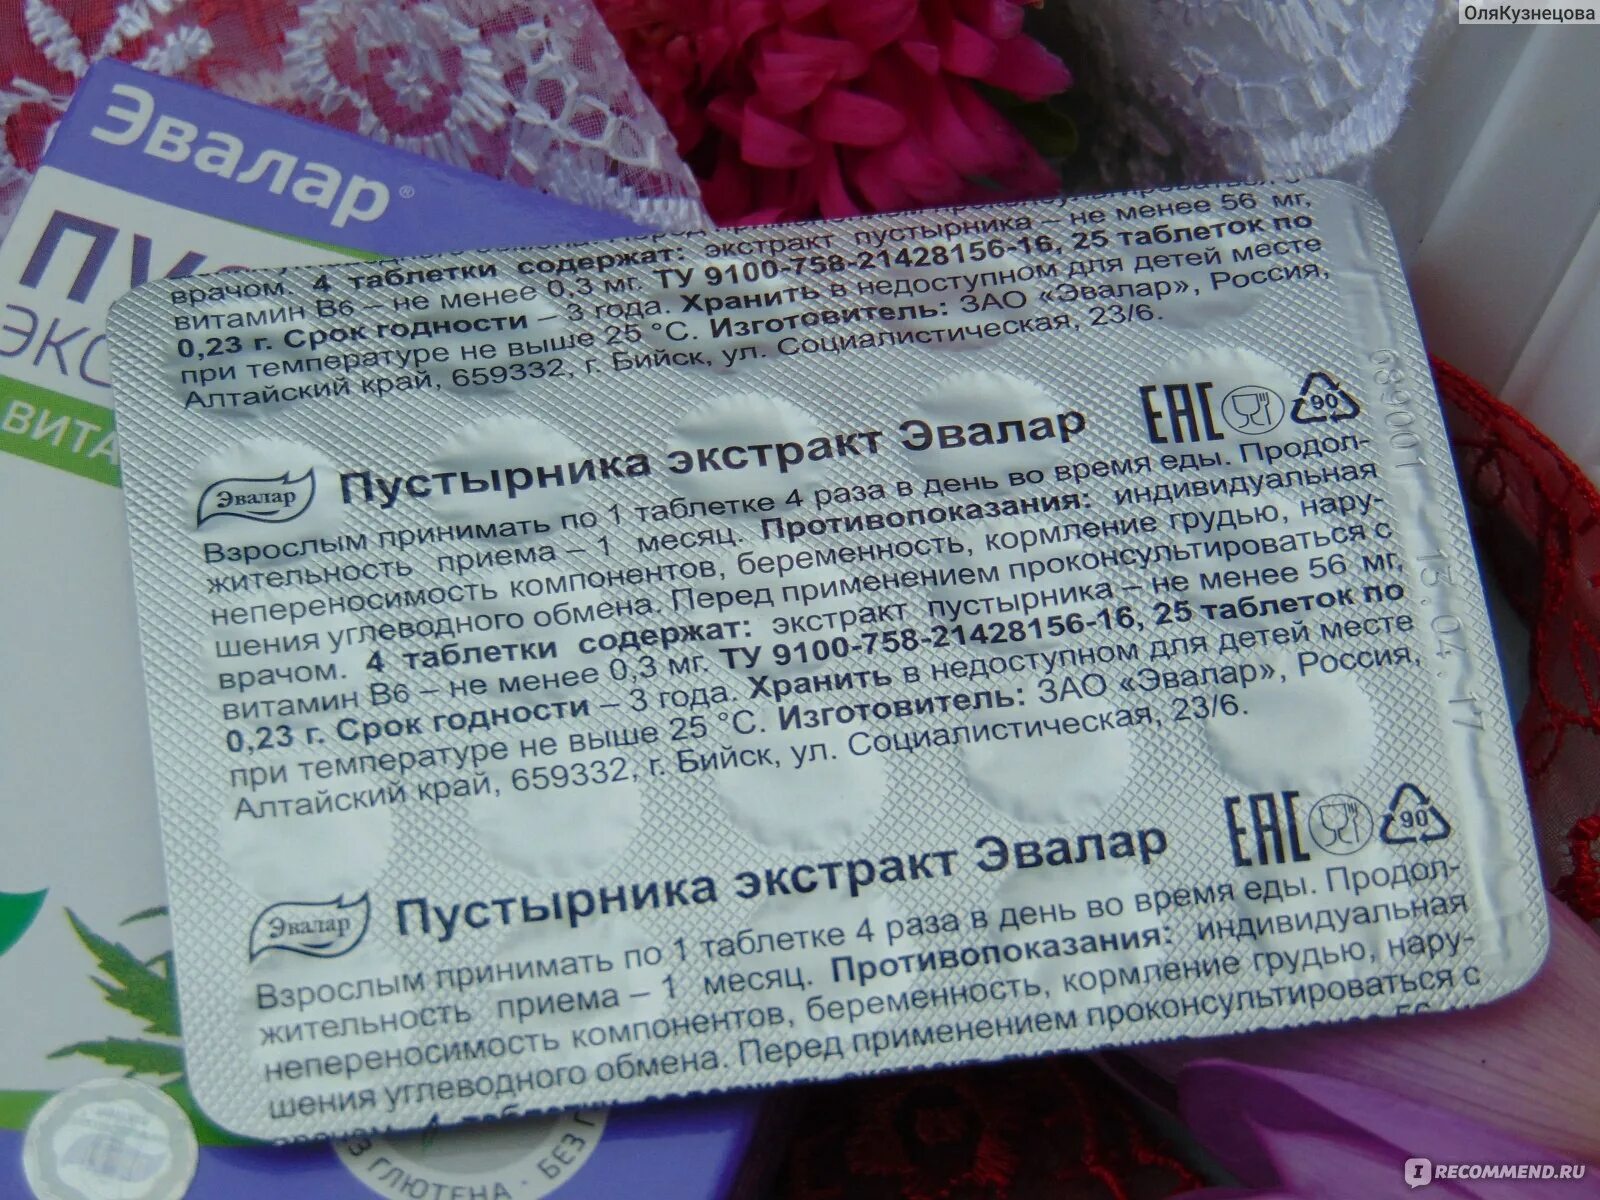 ОляКузнецова
Эвалар®
ВИТА
врачом. 4 таблетки содержат: экстракт пустырника – не менее 56 мг,
витамин В6 – не менее 0,3 мг. ТУ 9100-758-21428156-16, 25 таблеток по
0,23 г. Срок годности – 3 года. Хранить в недоступном для детей месте
при температуре не выше 25 °С. Изготовитель: ЗАО «Эвалар», Россия,
Алтайский край, 659332, г. Бийск, ул. Социалистическая, 23/6.
Эвалар Пустырника экстракт Эвалар EAC 90
Взрослым принимать по 1 таблетке 4 раза в день во время еды. Продол-
жительность приема – 1 месяц. Противопоказания: индивидуальная
непереносимость компонентов, беременность, кормление грудью, нару-
шения углеводного обмена. Перед применением проконсультироваться с
врачом. 4 таблетки содержат: экстракт пустырника – не менее 56 мг,
витамин В6 – не менее 0,3 мг. ТУ 9100-758-21428156-16, 25 таблеток по
0,23 г. Срок годности – 3 года. Хранить в недоступном для детей месте
при температуре не выше 25 °С. Изготовитель: ЗАО «Эвалар», Россия,
Алтайский край, 659332, г. Бийск, ул. Социалистическая, 23/6.
Эвалар Пустырника экстракт Эвалар EAC 90
Взрослым принимать по 1 таблетке 4 раза в день во время еды. Продол-
жительность приема – 1 месяц. Противопоказания: индивидуальная
непереносимость компонентов, беременность, кормление грудью, нару-
шения углеводного обмена. Перед применением проконсультироваться с
ГЛЮТЕНА · БЕЗ
IRECOMMEND.RU